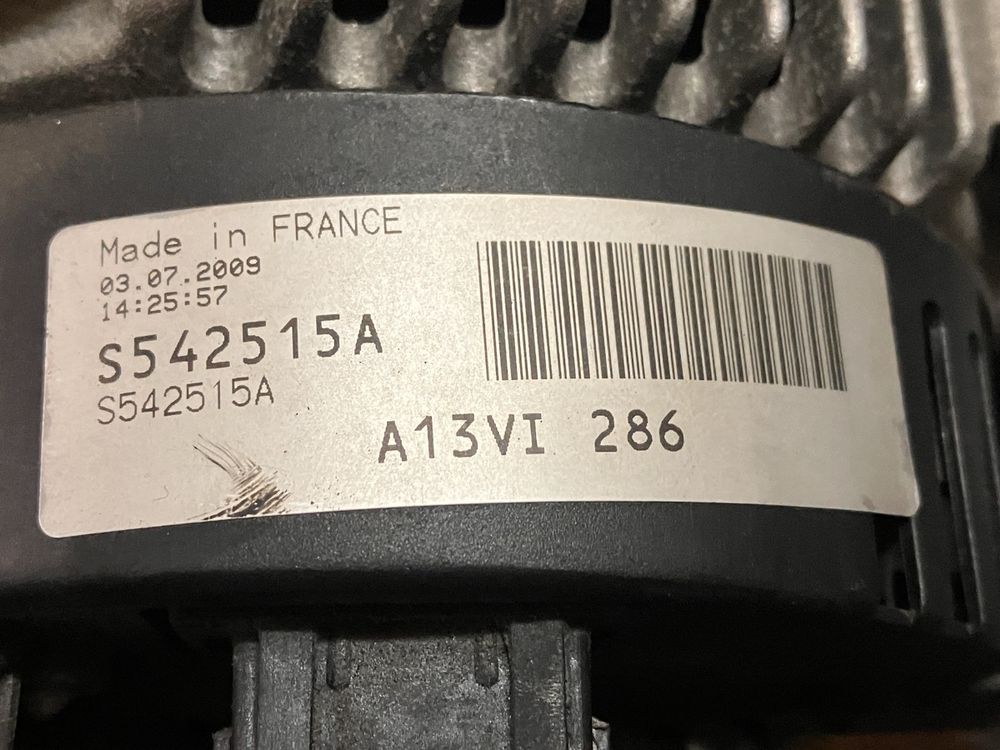 Made in FRANCE
03.07.2009
14:25:57
S542515A
S542515A
A13VI 286